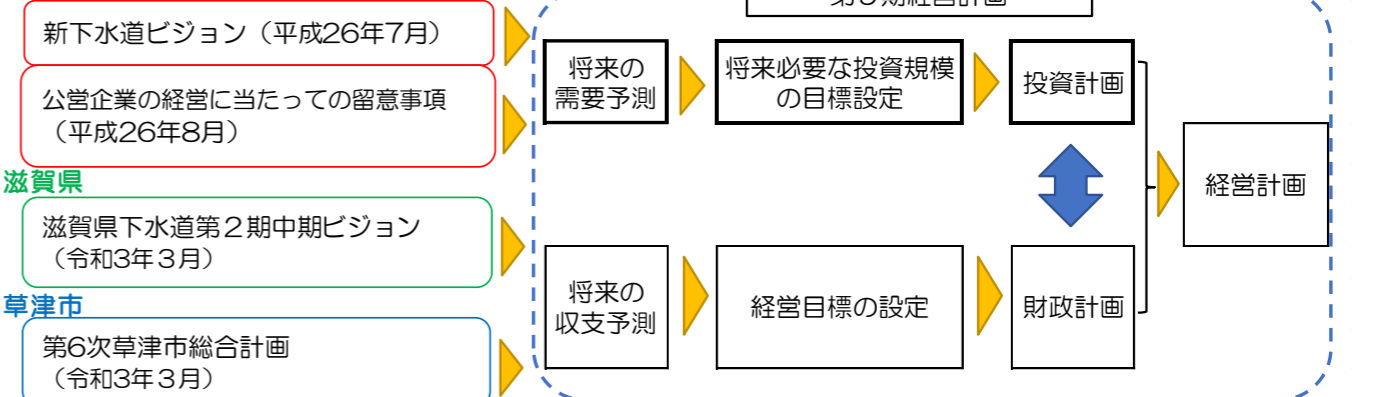 新下水道ビジョン（平成26年7月）
公営企業の経営に当たっての留意事項
（平成26年8月）
滋賀県
滋賀県下水道第２期中期ビジョン
（令和3年３月）
草津市
第6次草津市総合計画
（令和3年３月）
将来の
需要予測
将来必要な投資規模
の目標設定
投資計画
将来の
収支予測
経営目標の設定
財政計画
経営計画